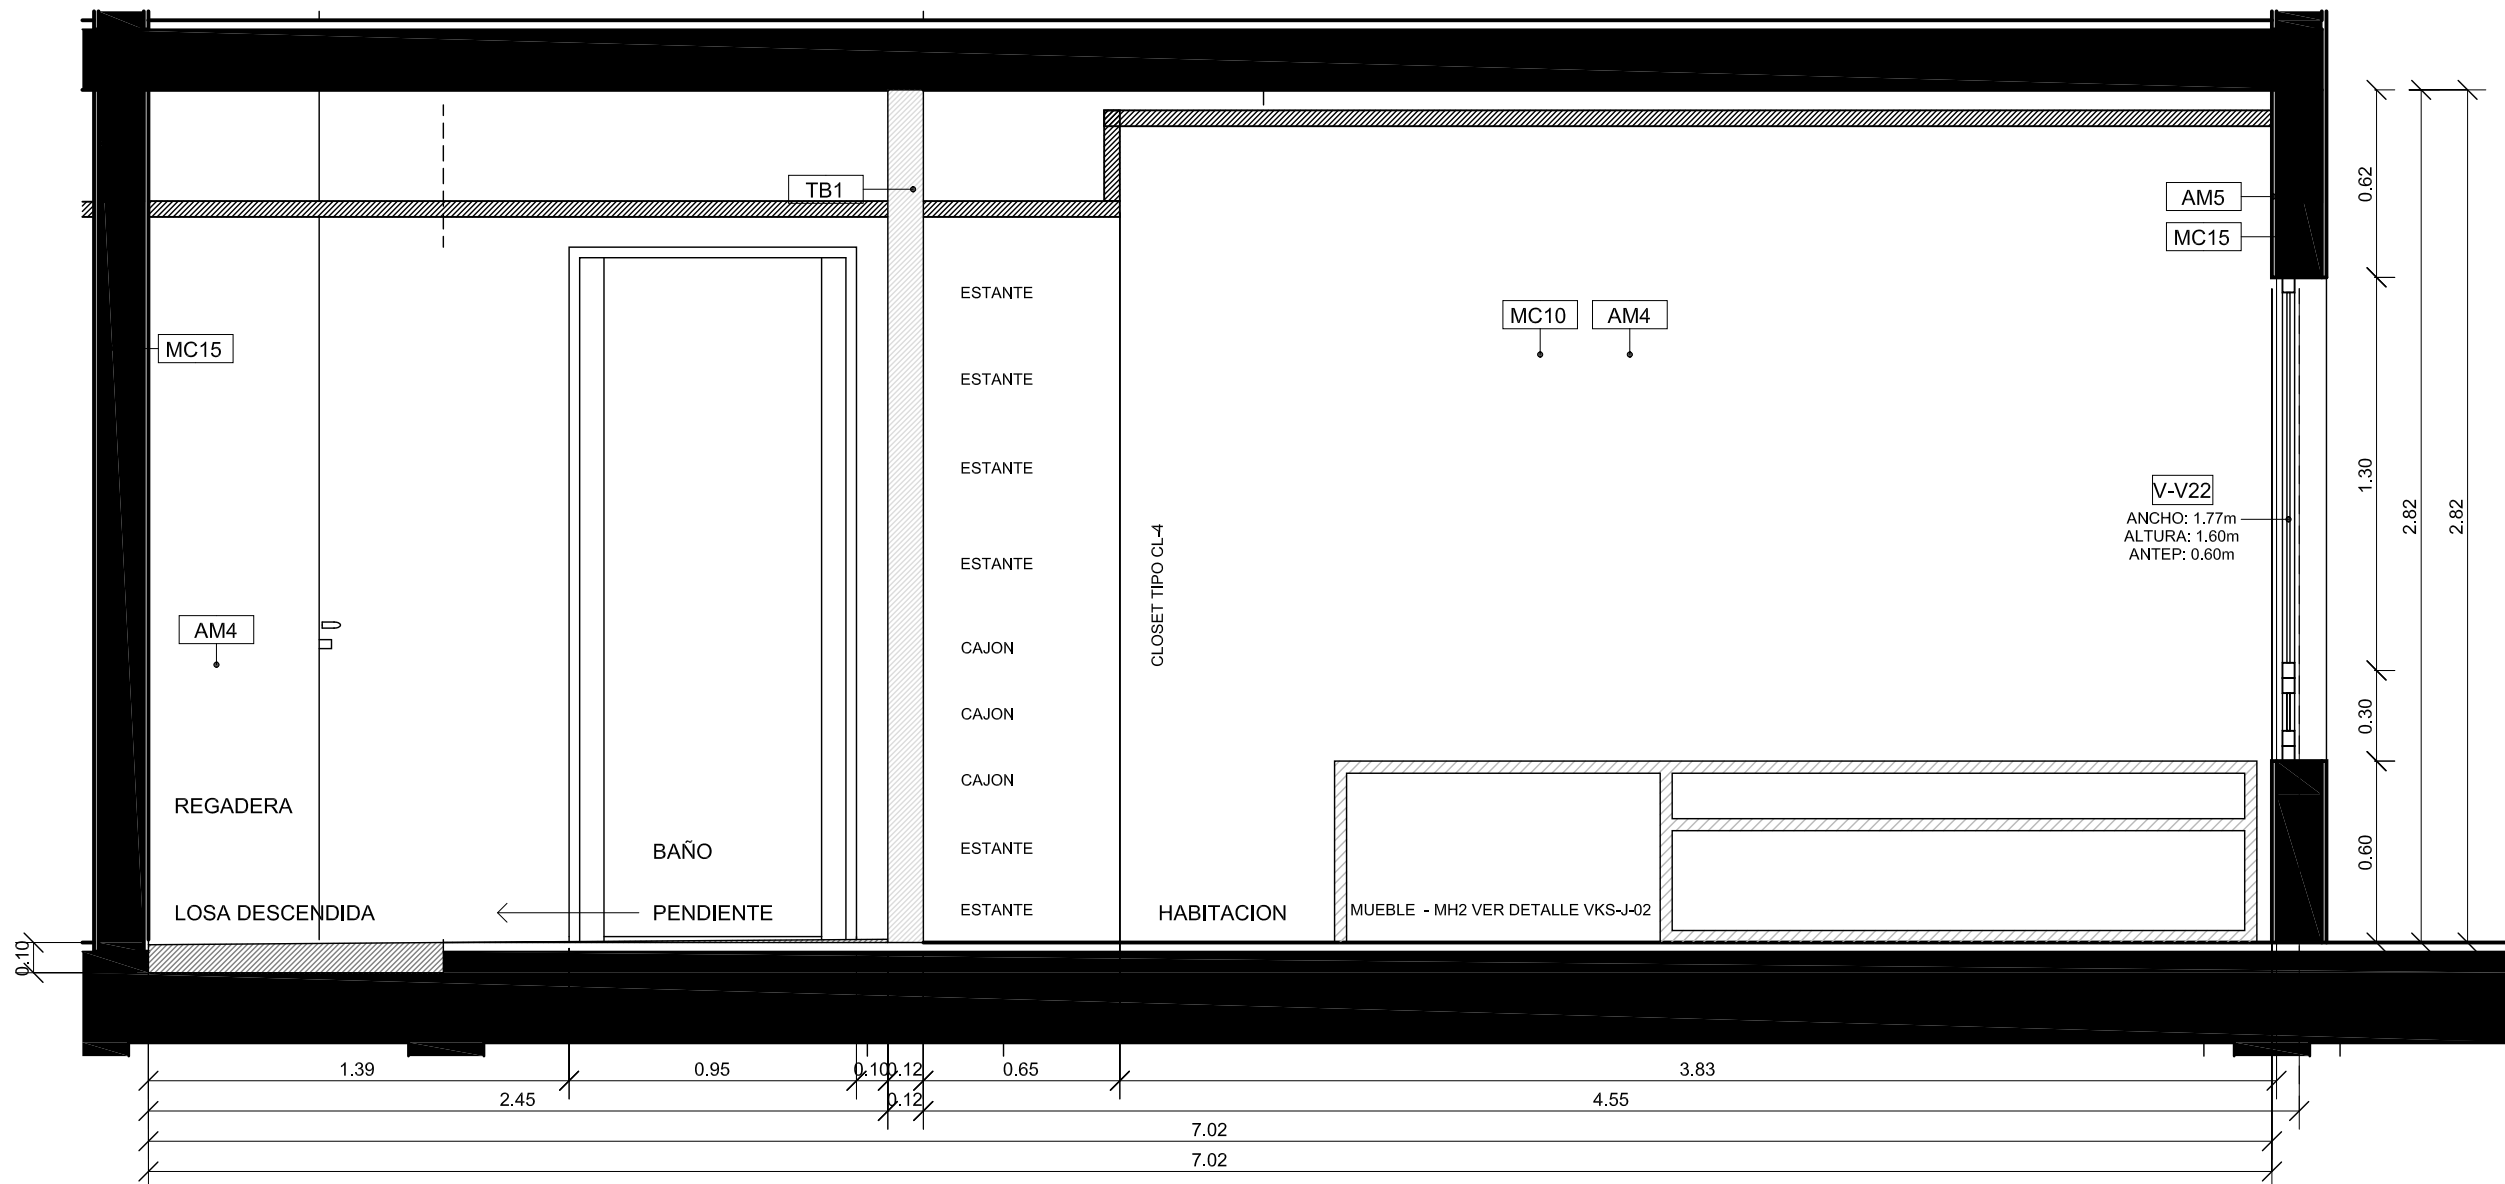 TB1
AM5
MC15
0.62
ESTANTE
MC10
AM4
MC15
ESTANTE
ESTANTE
1.30
V-V22
ANCHO: 1.77m
ALTURA: 1.60m
ANTEP: 0.60m
2.82
2.82
ESTANTE
CLOSET TIPO CL-4
AM4
CAJON
CAJON
0.30
CAJON
REGADERA
BAÑO
ESTANTE
0.60
LOSA DESCENDIDA
PENDIENTE
ESTANTE
HABITACION
MUEBLE - MH2 VER DETALLE VKS-J-02
0.10
1.39
0.95
0.10
0.12
0.65
3.83
2.45
0.12
4.55
7.02
7.02